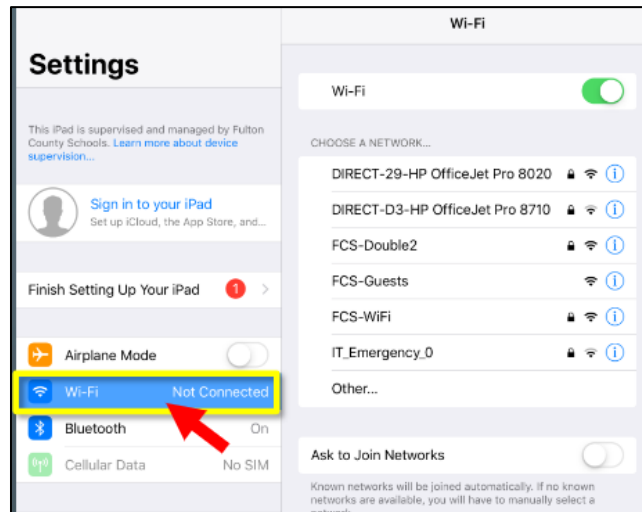 Settings
This iPad is supervised and managed by Fulton
County Schools. Learn more about device
supervision...
Sign in to your iPad
Set up iCloud, the App Store, and...
Finish Setting Up Your iPad 1
Airplane Mode
Wi-Fi Not Connected
Bluetooth On
Cellular Data No SIM
Wi-Fi
Wi-Fi
CHOOSE A NETWORK...
DIRECT-29-HP OfficeJet Pro 8020
DIRECT-D3-HP OfficeJet Pro 8710
FCS-Double2
FCS-Guests
FCS-WiFi
IT_Emergency_0
Other...
Ask to Join Networks
Known networks will be joined automatically. If no known
networks are available, you will have to manually select a
network.